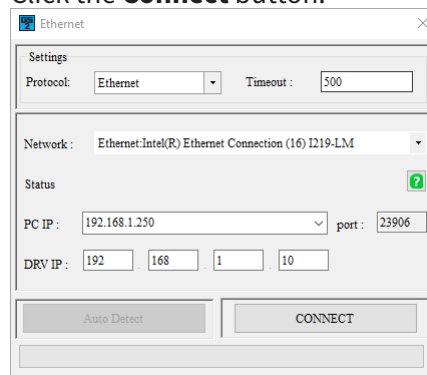 Click the Connect button.
Ethernet
Settings
Protocol: Ethernet Timeout : 500
Network : Ethernet:Intel(R) Ethernet Connection (16) I219-LM
Status
PC IP : 192.168.1.250 port : 23906
DRV IP : 192 . 168 . 1 . 10
Auto Detect CONNECT